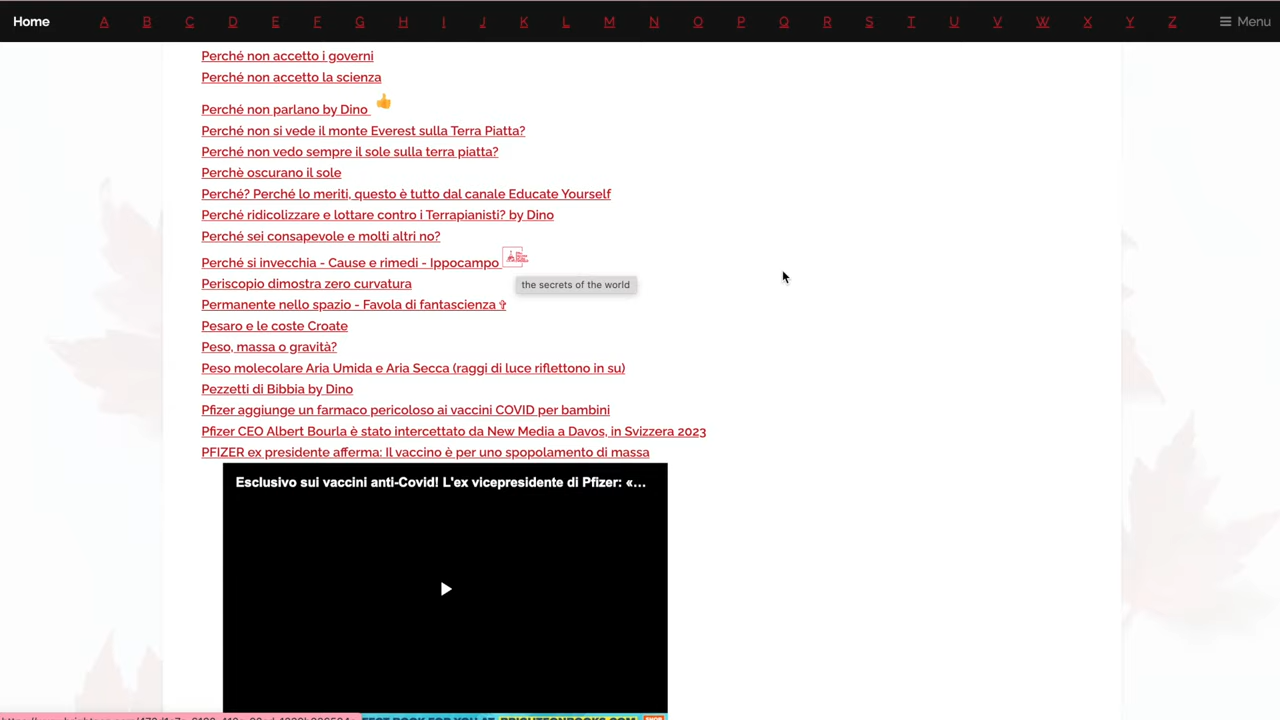 Home A B C D E F G H I J K L M N O P Q R S T U V W X Y Z Menu
Perché non accetto i governi
Perché non accetto la scienza
Perché non parlano by Dino
Perché non si vede il monte Everest sulla Terra Piatta?
Perché non vedo sempre il sole sulla terra piatta?
Perchè oscurano il sole
Perché? Perché lo meriti, questo è tutto dal canale Educate Yourself
Perché ridicolizzare e lottare contro i Terrapianisti? by Dino
Perché sei consapevole e molti altri no?
Perché si invecchia - Cause e rimedi - Ippocampo
Periscopio dimostra zero curvatura
the secrets of the world
Permanente nello spazio - Favola di fantascienza ✞
Pesaro e le coste Croate
Peso, massa o gravità?
Peso molecolare Aria Umida e Aria Secca (raggi di luce riflettono in su)
Pezzetti di Bibbia by Dino
Pfizer aggiunge un farmaco pericoloso ai vaccini COVID per bambini
Pfizer CEO Albert Bourla è stato intercettato da New Media a Davos, in Svizzera 2023
PFIZER ex presidente afferma: Il vaccino è per uno spopolamento di massa
Esclusivo sui vaccini anti-Covid! L'ex vicepresidente di Pfizer: «...